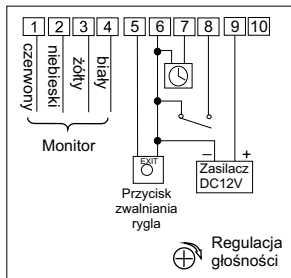 1 2 3 4 5 6 7 8 9 10
czerwony
niebieski
żółty
biały
Monitor
EXIT
Przycisk
zwalniania
rygla
– +
Zasilacz
DC12V
Regulacja
głośności